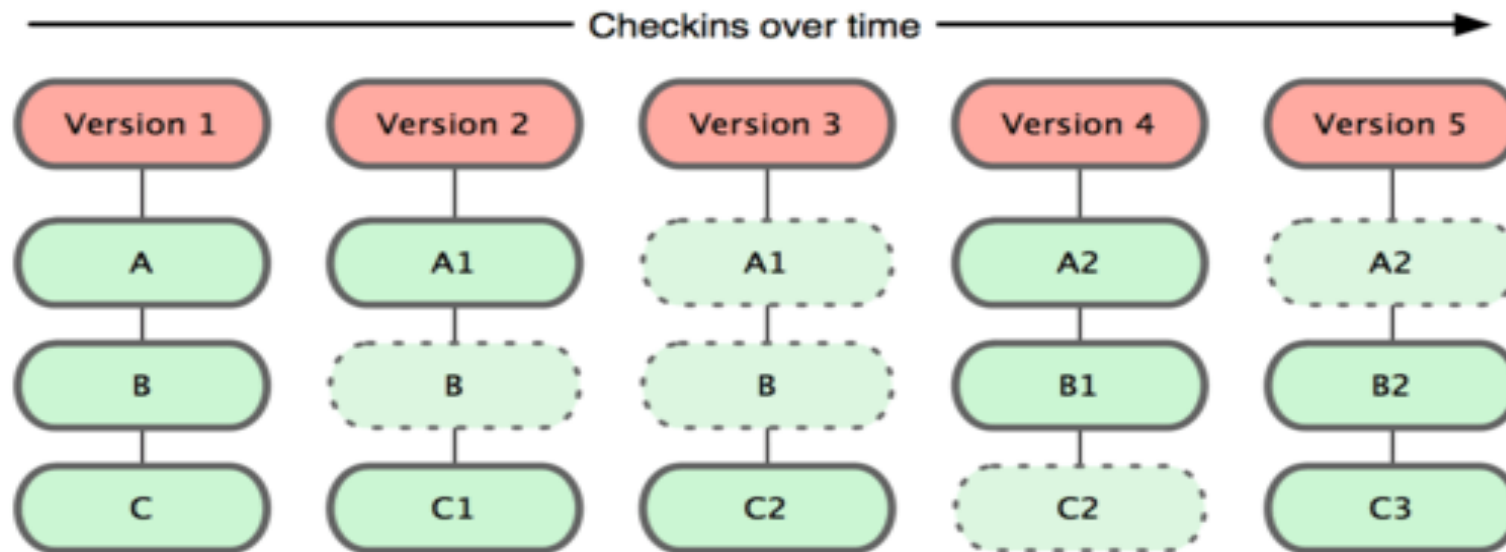 Checkins over time
Version 1 Version 2 Version 3 Version 4 Version 5
A A1 A1 A2 A2
B B B B1 B2
C C1 C2 C2 C3